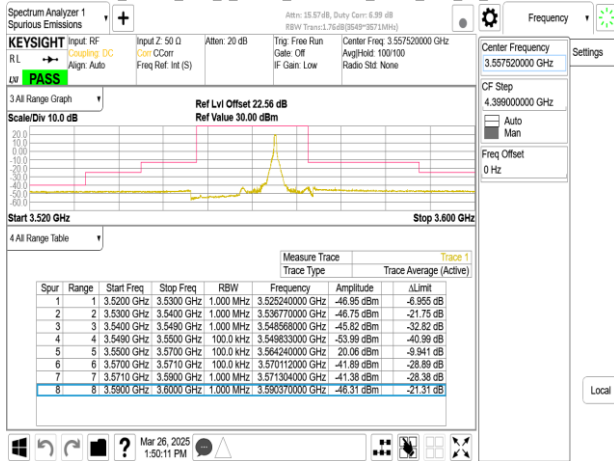 Spectrum Analyzer 1
Spurious Emissions
Attn: 15.57dB, Duty Corr: 6.99 dB
RBW Trans:1.76dB(3549~3571MHz)
Frequency
KEYSIGHT
RL
LXI
PASS
Input: RF
Coupling: DC
Align: Auto
Input Z: 50 Ω
Corr CCorr
Freq Ref: Int (S)
Atten: 20 dB
Trig: Free Run
Gate: Off
IF Gain: Low
Center Freq: 3.557520000 GHz
Avg|Hold: 100/100
Radio Std: None
Center Frequency
3.557520000 GHz
Settings
CF Step
4.399000000 GHz
Auto
Man
Freq Offset
0 Hz
3 All Range Graph
Scale/Div 10.0 dB
Ref Lvl Offset 22.56 dB
Ref Value 30.00 dBm
20.0
10.0
0.00
-10.0
-20.0
-30.0
-40.0
-50.0
-60.0
Start 3.520 GHz
Stop 3.600 GHz
4 All Range Table
Measure Trace Trace 1
Trace Type Trace Average (Active)
Spur Range Start Freq Stop Freq RBW Frequency Amplitude ΔLimit
1 1 3.5200 GHz 3.5300 GHz 1.000 MHz 3.525240000 GHz -46.95 dBm -6.955 dB
2 2 3.5300 GHz 3.5400 GHz 1.000 MHz 3.536770000 GHz -46.75 dBm -21.75 dB
3 3 3.5400 GHz 3.5490 GHz 1.000 MHz 3.548568000 GHz -45.82 dBm -32.82 dB
4 4 3.5490 GHz 3.5500 GHz 100.0 kHz 3.549833000 GHz -53.99 dBm -40.99 dB
5 5 3.5500 GHz 3.5700 GHz 100.0 kHz 3.564240000 GHz 20.06 dBm -9.941 dB
6 6 3.5700 GHz 3.5710 GHz 100.0 kHz 3.570112000 GHz -41.89 dBm -28.89 dB
7 7 3.5710 GHz 3.5900 GHz 1.000 MHz 3.571304000 GHz -41.38 dBm -28.38 dB
8 8 3.5900 GHz 3.6000 GHz 1.000 MHz 3.590370000 GHz -46.31 dBm -21.31 dB
Local
?
Mar 26, 2025
1:50:11 PM